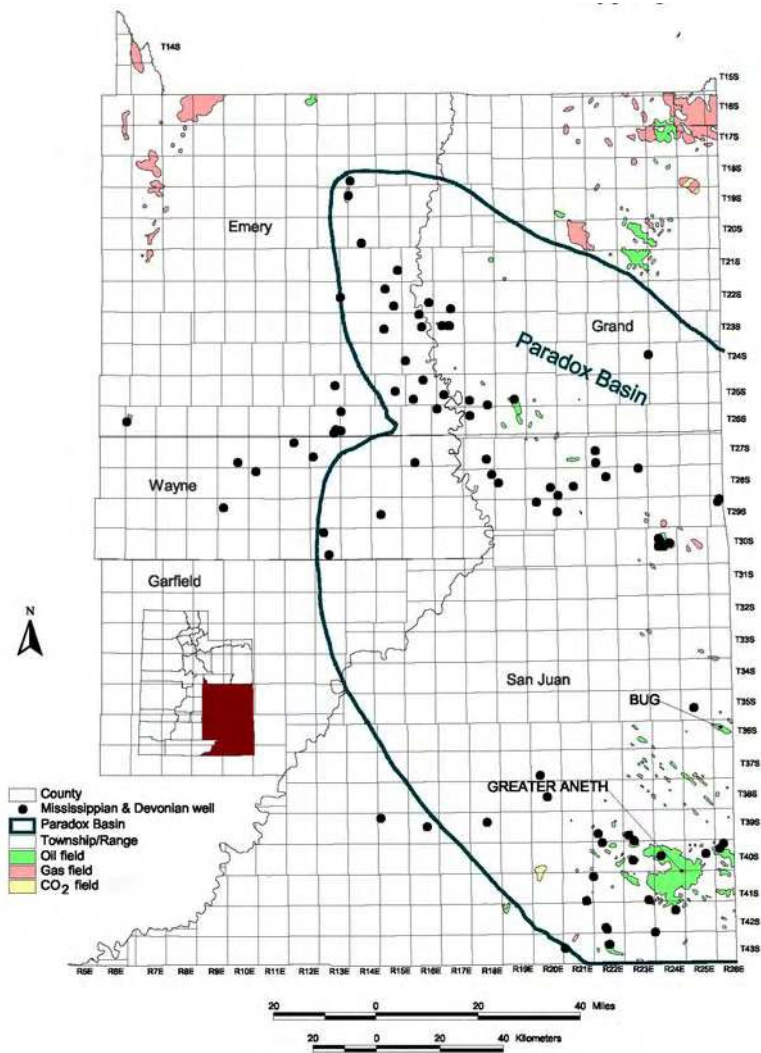 T14S
T15S
T16S
T17S
T18S
T19S
T20S
T21S
T22S
T23S
T24S
T25S
T26S
T27S
T28S
T29S
T30S
T31S
T32S
T33S
T34S
T35S
T36S
T37S
T38S
T39S
T40S
T41S
T42S
T43S
Emery
Grand
Paradox Basin
Wayne
Garfield
N
San Juan
BUG
GREATER ANETH
County
Mississippian & Devonian well
Paradox Basin
Township/Range
Oil field
Gas field
CO2 field
R5E R6E R7E R8E R9E R10E R11E R12E R13E R14E R15E R16E R17E R18E R19E R20E R21E R22E R23E R24E R25E R26E
20 0 20 40 Miles
20 0 20 40 Kilometers